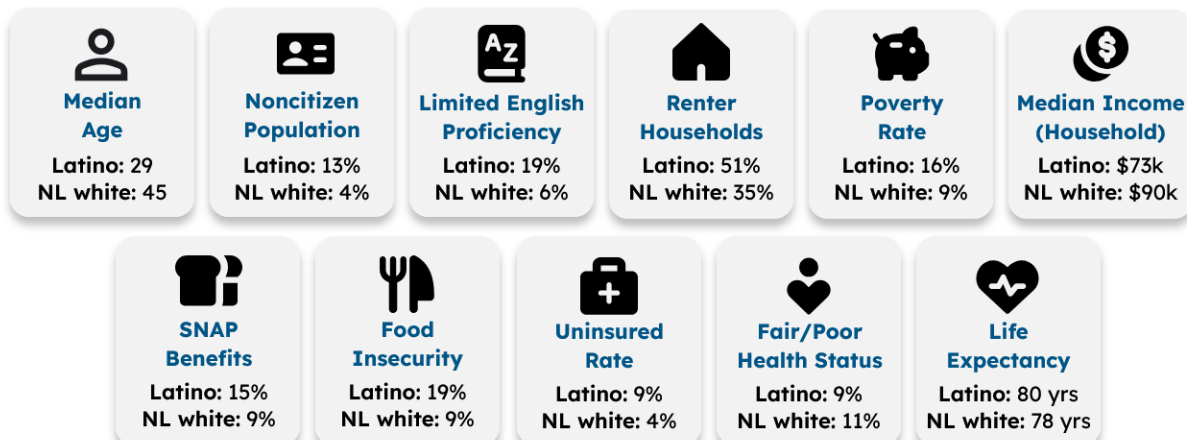 AZ
Median
Age
Latino: 29
NL white: 45
Noncitizen
Population
Latino: 13%
NL white: 4%
Limited English
Proficiency
Latino: 19%
NL white: 6%
Renter
Households
Latino: 51%
NL white: 35%
Poverty
Rate
Latino: 16%
NL white: 9%
$
Median Income
(Household)
Latino: $73k
NL white: $90k
SNAP
Benefits
Latino: 15%
NL white: 9%
Food
Insecurity
Latino: 19%
NL white: 9%
Uninsured
Rate
Latino: 9%
NL white: 4%
Fair/Poor
Health Status
Latino: 9%
NL white: 11%
Life
Expectancy
Latino: 80 yrs
NL white: 78 yrs